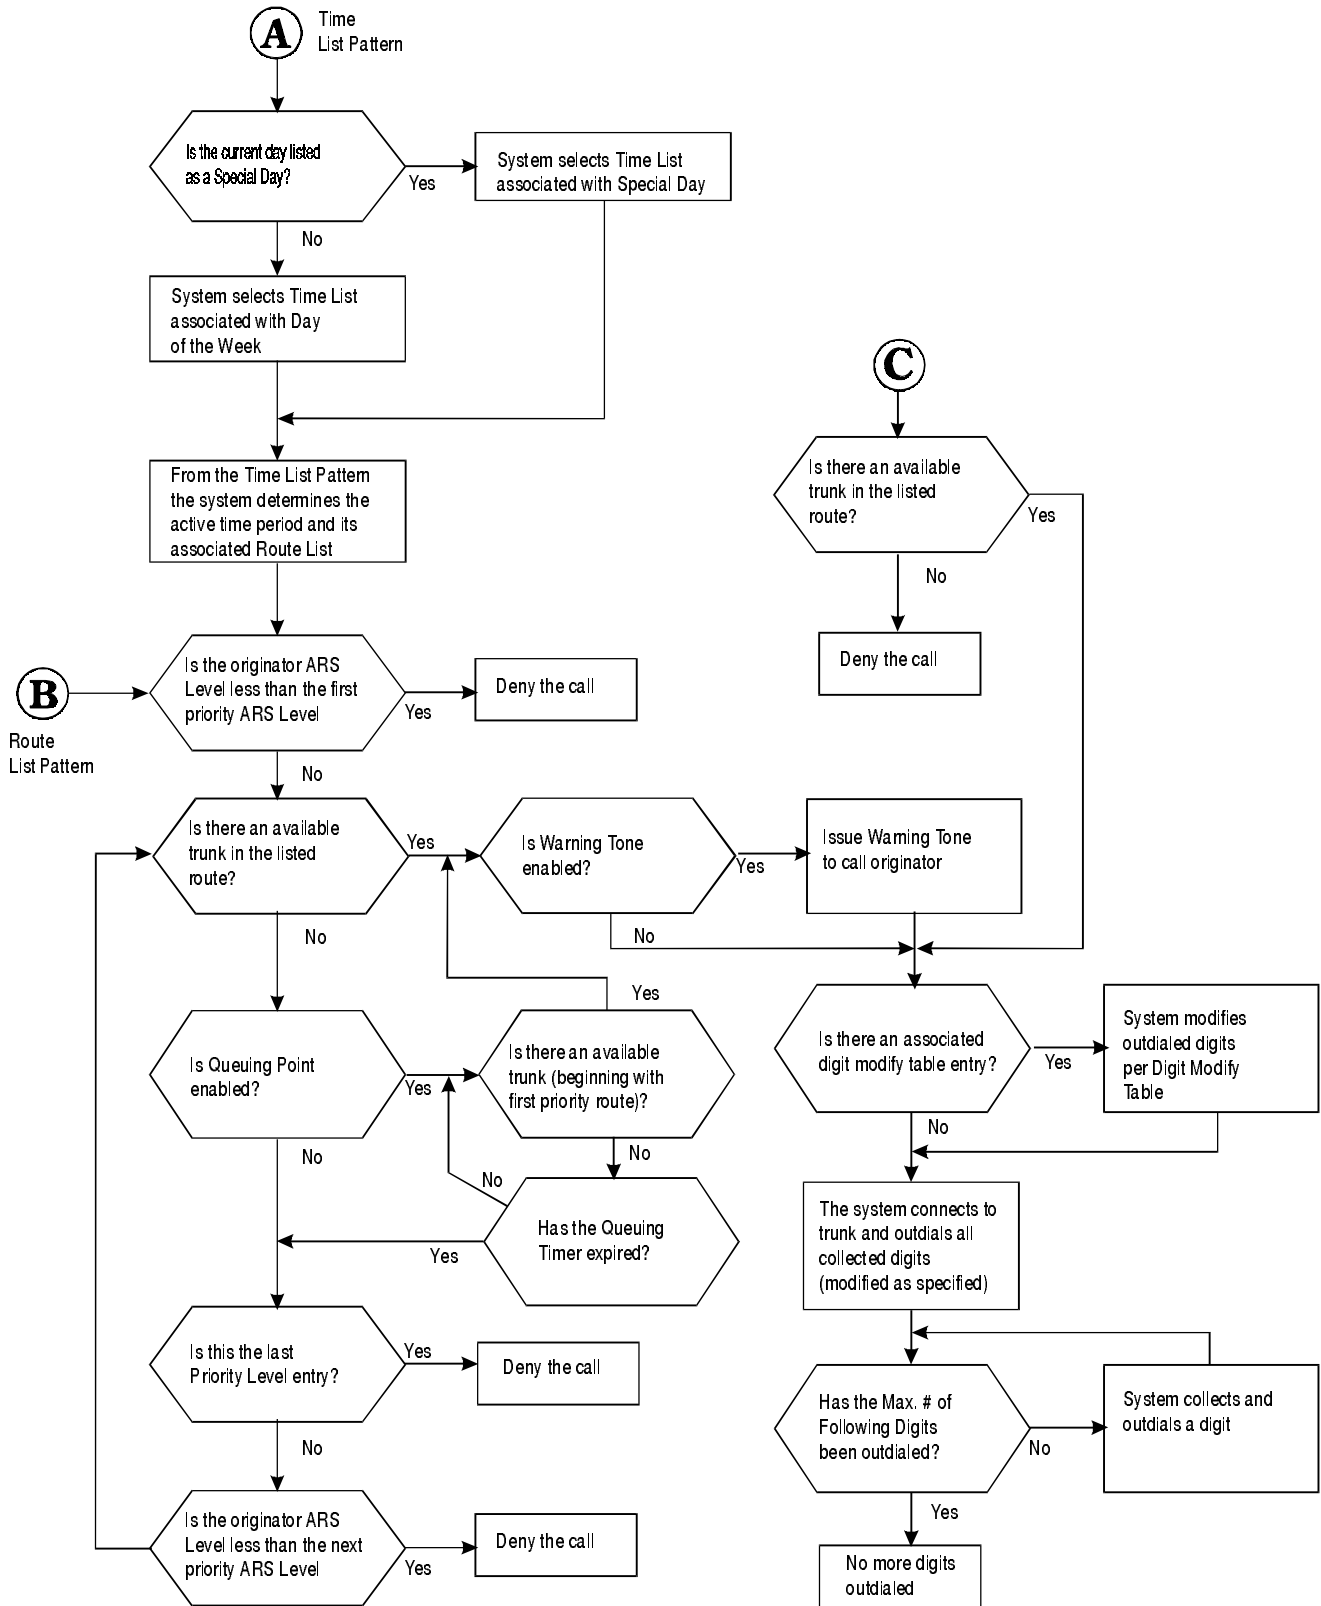 A
Time
List Pattern
Is the current day listed
as a Special Day?
Yes
System selects Time List
associated with Special Day
No
System selects Time List
associated with Day
of the Week
From the Time List Pattern
the system determines the
active time period and its
associated Route List
B
Route
List Pattern
Is the originator ARS
Level less than the first
priority ARS Level
Yes
Deny the call
No
Is there an available
trunk in the listed
route?
Yes
Is Warning Tone
enabled?
Yes
Issue Warning Tone
to call originator
No
No
Is Queuing Point
enabled?
Yes
Is there an available
trunk (beginning with
first priority route)?
Yes
No
No
Has the Queuing
Timer expired?
No
Yes
Is this the last
Priority Level entry?
Yes
Deny the call
No
Is the originator ARS
Level less than the next
priority ARS Level
Yes
Deny the call
C
Is there an available
trunk in the listed
route?
Yes
No
Deny the call
Is there an associated
digit modify table entry?
Yes
System modifies
outdialed digits
per Digit Modify
Table
No
The system connects to
trunk and outdials all
collected digits
(modified as specified)
Has the Max. # of
Following Digits
been outdialed?
No
System collects and
outdials a digit
Yes
No more digits
outdialed